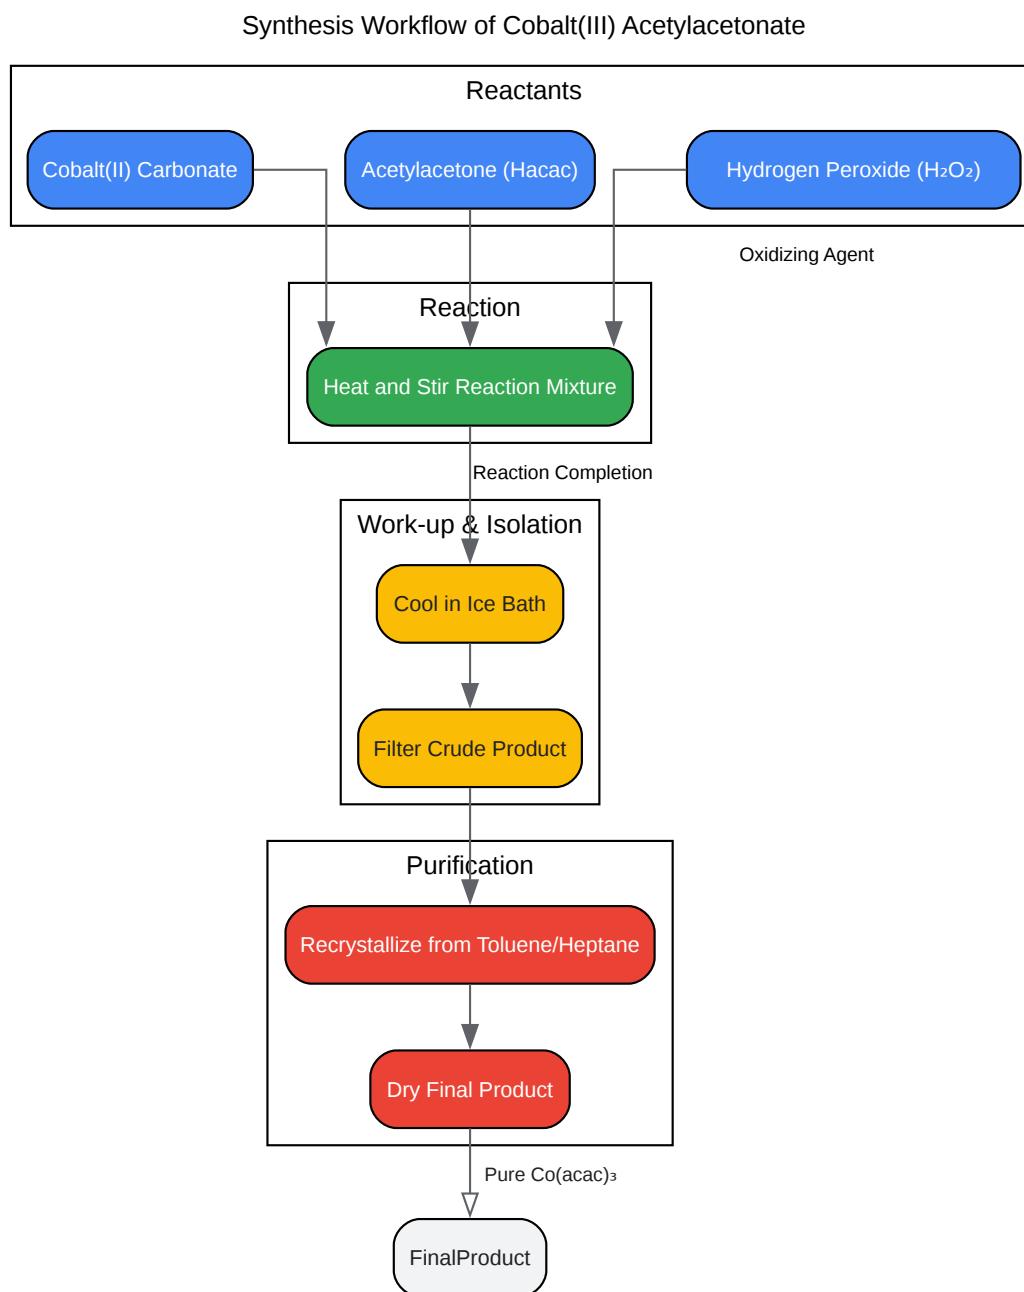 Synthesis Workflow of Cobalt(III) Acetylacetonate
Reactants
Cobalt(II) Carbonate
Acetylacetone (Hacac)
Hydrogen Peroxide (H₂O₂)
Oxidizing Agent
Reaction
Heat and Stir Reaction Mixture
Reaction Completion
Work-up & Isolation
Cool in Ice Bath
Filter Crude Product
Purification
Recrystallize from Toluene/Heptane
Dry Final Product
Pure Co(acac)₃
FinalProduct